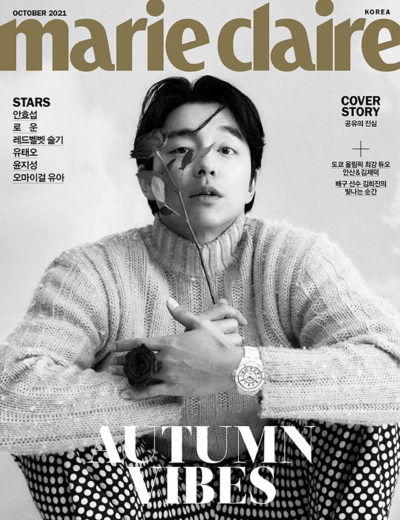 OCTOBER 2021
KOREA
marie claire
STARS
안효섭
로 운
레드벨벳 슬기
유태오
윤지성
오마이걸 유아
COVER
STORY
공유의 진심
+
도쿄 올림픽 최강 듀오
안산&김제덕
배구 선수 김희진의
빛나는 순간
AUTUMN
VIBES